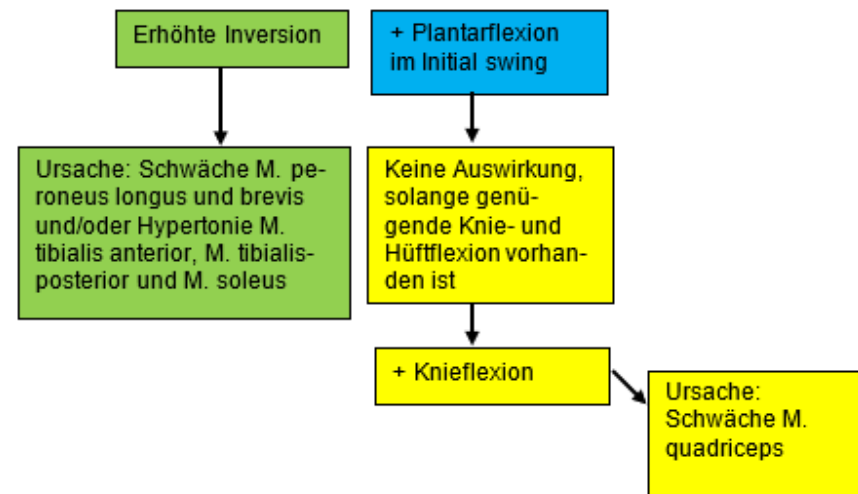 Erhöhte Inversion
+ Plantarflexion
im Initial swing
Ursache: Schwäche M. pe-
roneus longus und brevis
und/oder Hypertonie M.
tibialis anterior, M. tibialis-
posterior und M. soleus
Keine Auswirkung,
solange genü-
gende Knie- und
Hüftflexion vorhan-
den ist
+ Knieflexion
Ursache:
Schwäche M.
quadriceps